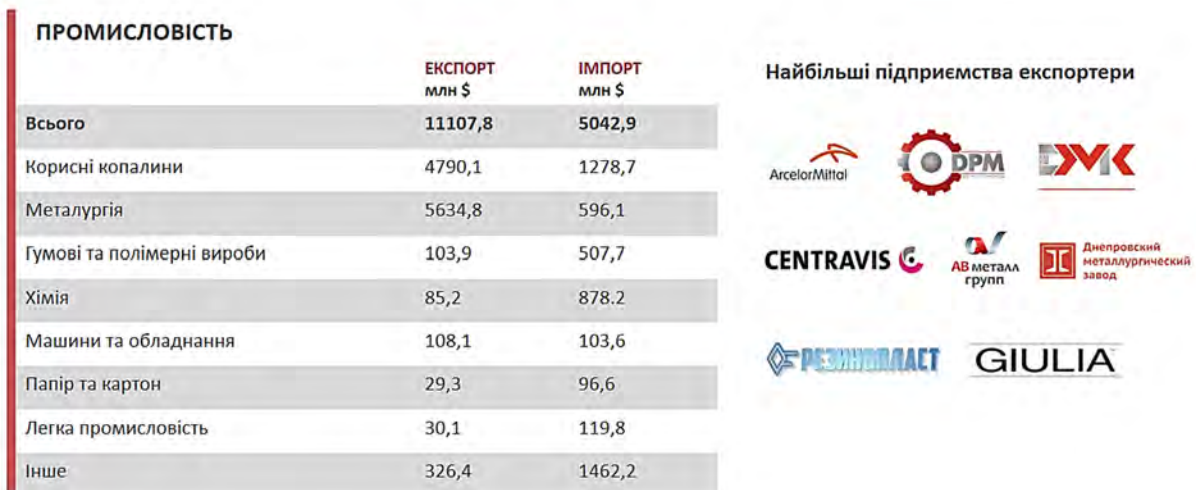 ПРОМИСЛОВІСТЬ
ЕКСПОРТ ІМПОРТ
млн $ млн $
Всього 11107,8 5042,9
Корисні копалини 4790,1 1278,7
Металургія 5634,8 596,1
Гумові та полімерні вироби 103,9 507,7
Хімія 85,2 878.2
Машини та обладнання 108,1 103,6
Папір та картон 29,3 96,6
Легка промисловість 30,1 119,8
Інше 326,4 1462,2
Найбільші підприємства експортери
ArcelorMittal
DPM
ДМК
CENTRAVIS
АВ металл
групп
Днепровский
металлургический
завод
РЕЗИНОПЛАСТ
GIULIA